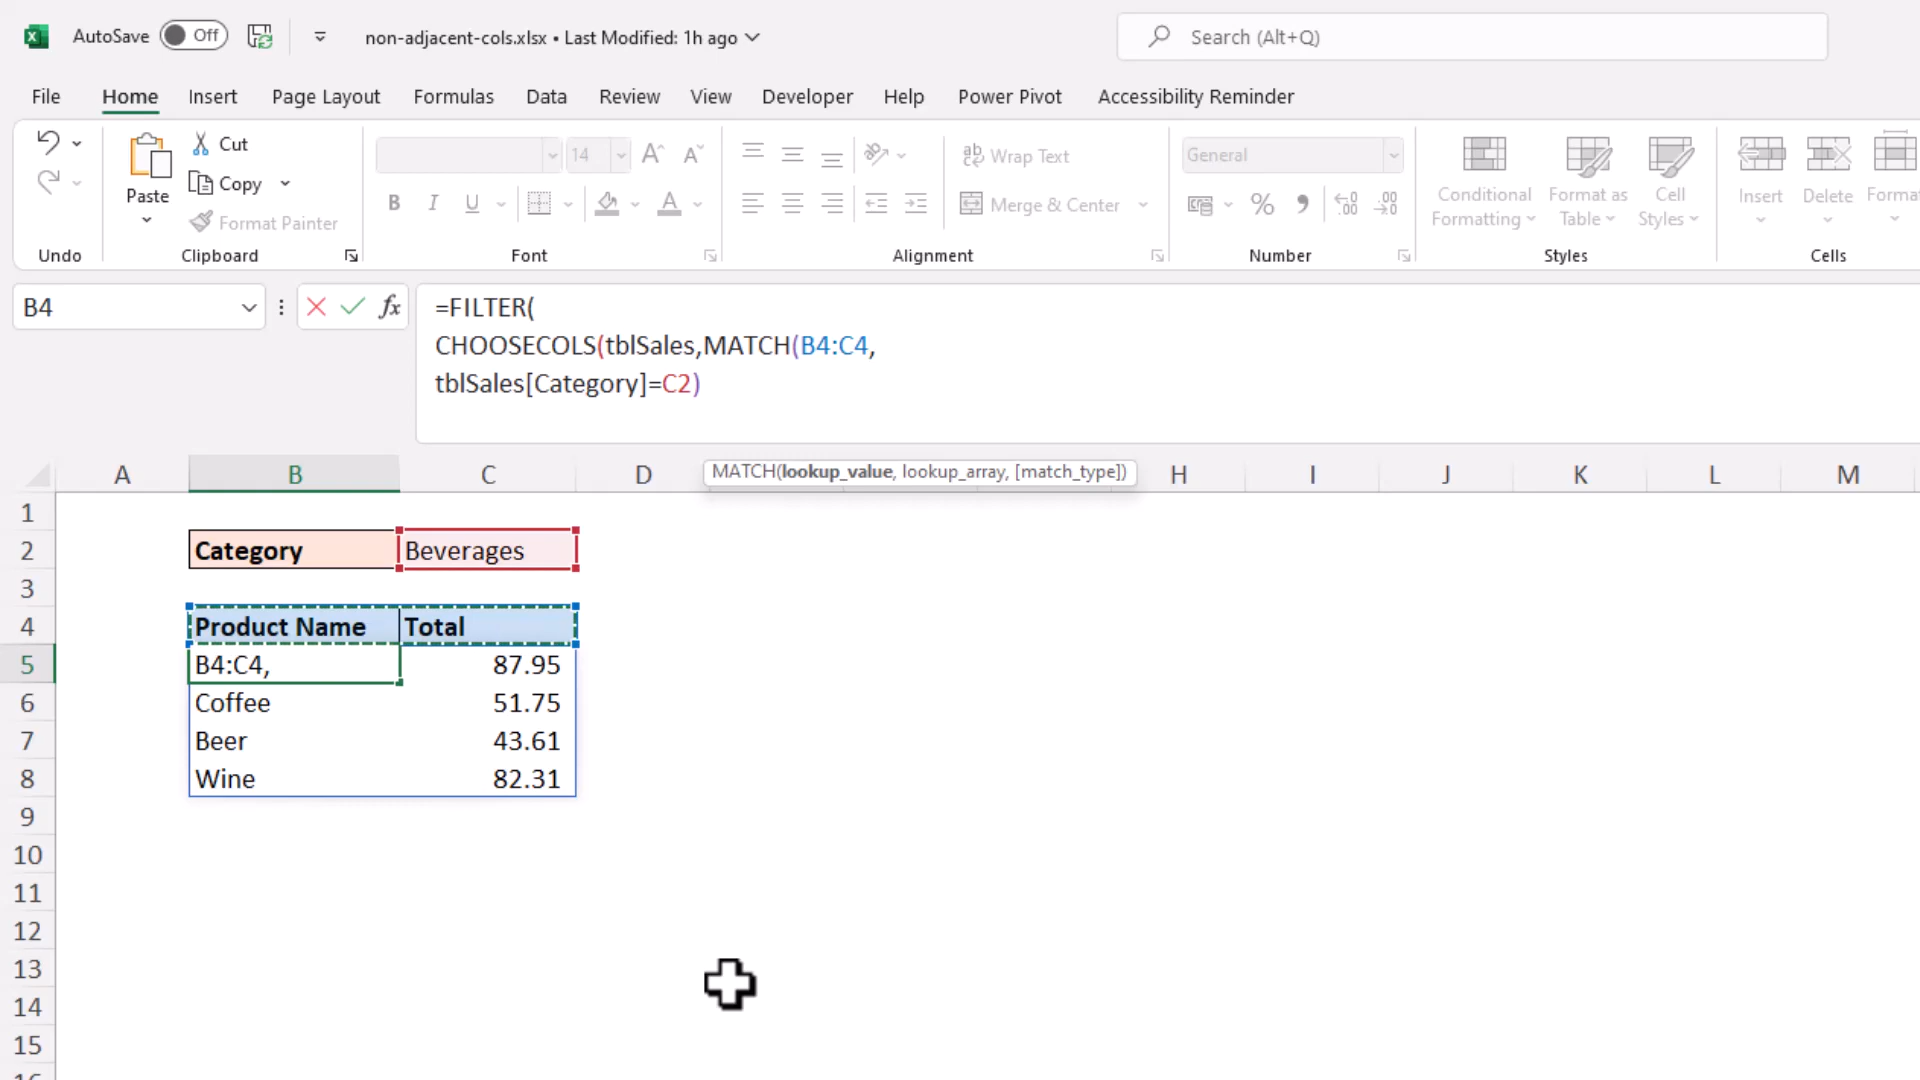 AutoSave Off non-adjacent-cols.xlsx • Last Modified: 1h ago Search (Alt+Q)
File Home Insert Page Layout Formulas Data Review View Developer Help Power Pivot Accessibility Reminder
Paste Cut Copy Format Painter
14 General
B I U
ab Wrap Text
Merge & Center
Conditional Formatting Format as Table Cell Styles Insert Delete Forma
Undo Clipboard Font Alignment Number Styles Cells
B4 fx =FILTER(
CHOOSECOLS(tblSales,MATCH(B4:C4,
tblSales[Category]=C2)
MATCH(lookup_value, lookup_array, [match_type])
A B C D H I J K L M
1
2 Category Beverages
3
4 Product Name Total
5 B4:C4, 87.95
6 Coffee 51.75
7 Beer 43.61
8 Wine 82.31
9
10
11
12
13
14
15